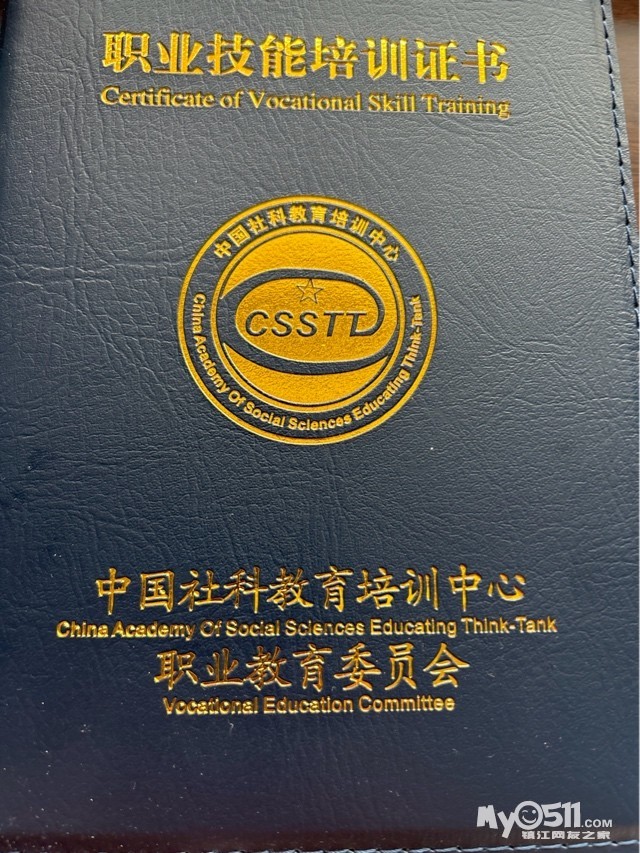 职业技能培训证书
Certificate of Vocational Skill Training
中国社科教育培训中心
CSSTT
China Academy Of Social Sciences Educating Think-Tank
中国社科教育培训中心
China Academy Of Social Sciences Educating Think-Tank
职业教育委员会
Vocational Education Committee
My0511.COM
镇江网友之家